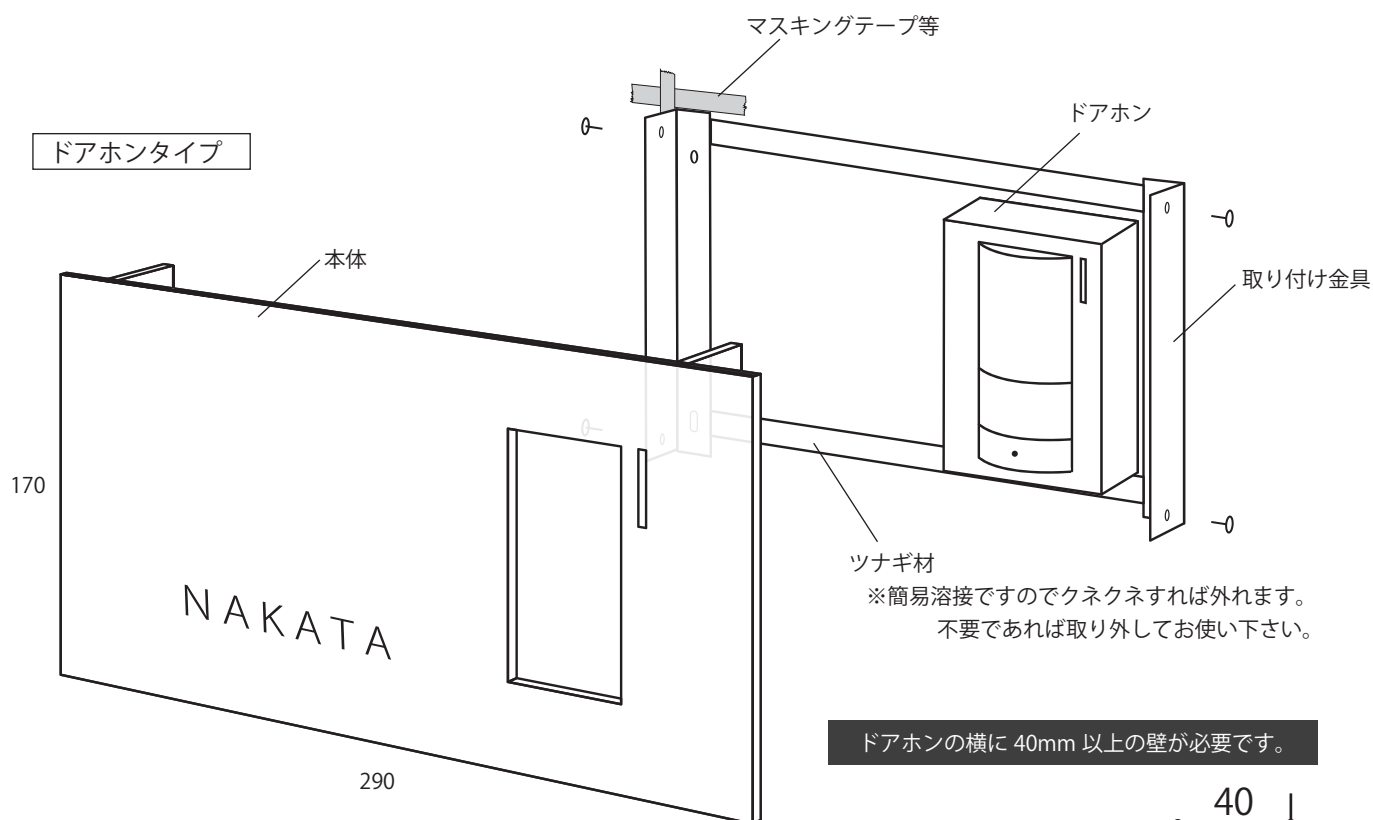 マスキングテープ等
ドアホンタイプ
ドアホン
本体
取り付け金具
170
ツナギ材
※簡易溶接ですのでクネクネすれば外れます。
不要であれば取り外してお使い下さい。
NAKATA
ドアホンの横に 40mm 以上の壁が必要です。
290
40